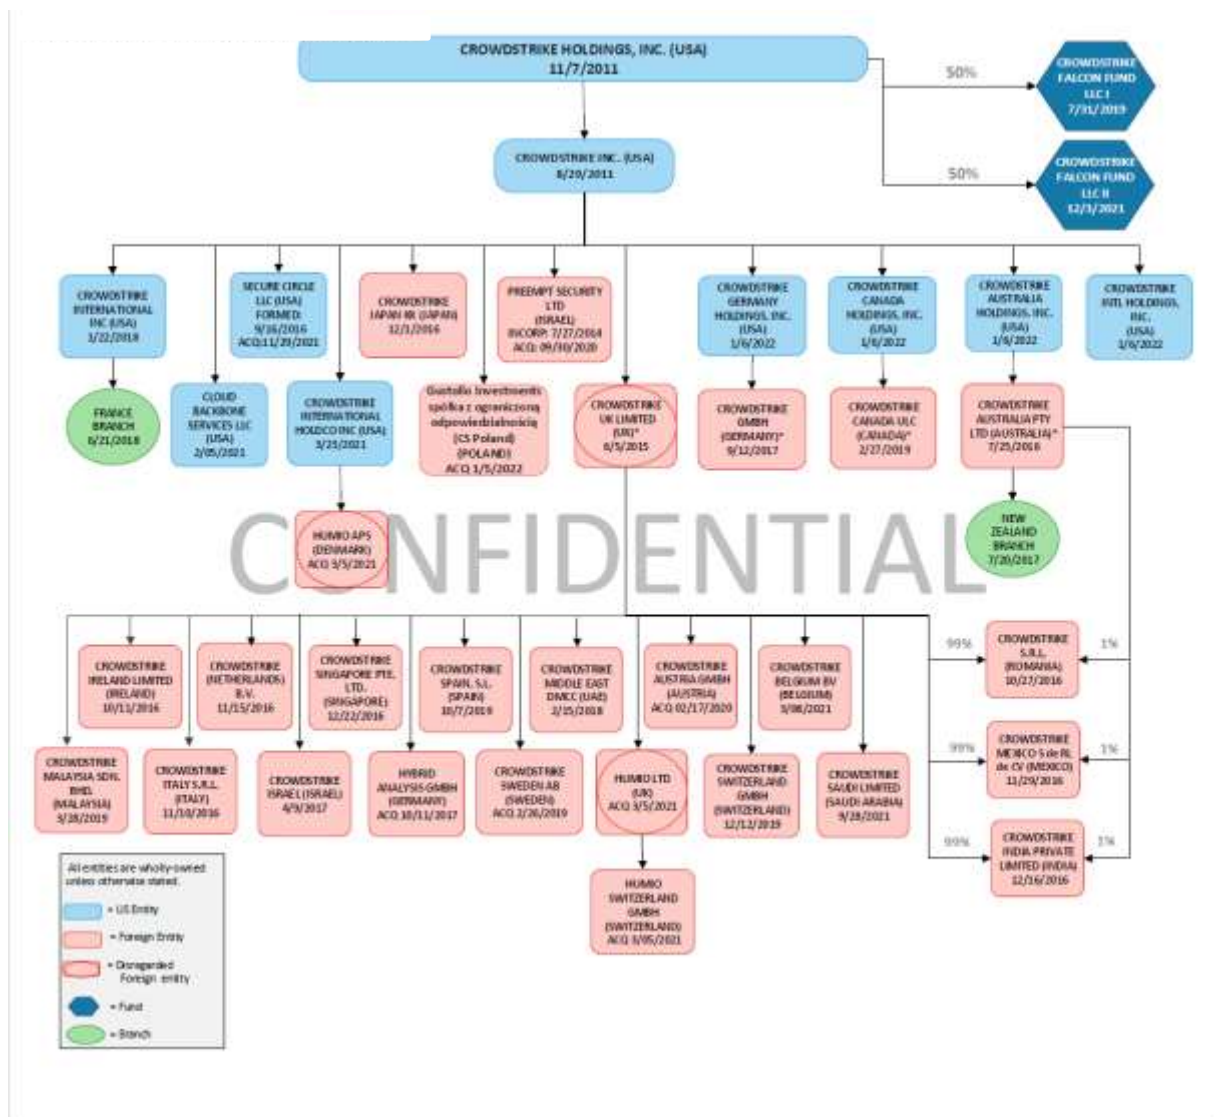 CROWDSTRIKE HOLDINGS, INC. (USA)
11/7/2011
50%
CROWDSTRIKE
FALCON FUND
LLC I
7/31/2019
CROWDSTRIKE INC. (USA)
8/29/2011
50%
CROWDSTRIKE
FALCON FUND
LLC II
12/3/2021
CROWDSTRIKE
INTERNATIONAL
INC (USA)
1/22/2018
SECURE CIRCLE
LLC (USA)
FORMED:
9/16/2016
ACQ:11/29/2021
CROWDSTRIKE
JAPAN KK (JAPAN)
12/1/2016
PREEMPT SECURITY
LTD
(ISRAEL)
INCORP: 7/27/2014
ACQ: 09/30/2020
CROWDSTRIKE
GERMANY
HOLDINGS, INC.
(USA)
1/6/2022
CROWDSTRIKE
CANADA
HOLDINGS, INC.
(USA)
1/6/2022
CROWDSTRIKE
AUSTRALIA
HOLDINGS, INC.
(USA)
1/6/2022
CROWDSTRIKE
INTL HOLDINGS,
INC.
(USA)
1/6/2022
FRANCE
BRANCH
6/21/2018
CLOUD
BACKBONE
SERVICES LLC
(USA)
2/05/2021
CROWDSTRIKE
INTERNATIONAL
HOLDCO INC (USA)
3/25/2021
Gustollo Investments
spółka z ograniczoną
odpowiedzialnością
(CS Poland)
(POLAND)
ACQ 1/5/2022
CROWDSTRIKE
UK LIMITED
(UK)*
6/5/2015
CROWDSTRIKE
GMBH
(GERMANY)*
9/12/2017
CROWDSTRIKE
CANADA ULC
(CANADA)*
2/27/2019
CROWDSTRIKE
AUSTRALIA PTY
LTD (AUSTRALIA)*
7/25/2016
CONFIDENTIAL
HUMIO APS
(DENMARK)
ACQ 3/5/2021
NEW
ZEALAND
BRANCH
7/20/2017
CROWDSTRIKE
IRELAND LIMITED
(IRELAND)
10/11/2016
CROWDSTRIKE
(NETHERLANDS)
B.V.
11/15/2016
CROWDSTRIKE
SINGAPORE PTE.
LTD.
(SINGAPORE)
12/22/2016
CROWDSTRIKE
SPAIN, S.L.
(SPAIN)
10/7/2019
CROWDSTRIKE
MIDDLE EAST
DMCC (UAE)
2/15/2018
CROWDSTRIKE
AUSTRIA GMBH
(AUSTRIA)
ACQ 02/17/2020
CROWDSTRIKE
BELGIUM BV
(BELGIUM)
3/08/2021
99%
CROWDSTRIKE
S.R.L.
(ROMANIA)
10/27/2016
1%
CROWDSTRIKE
MALAYSIA SDN.
BHD.
(MALAYSIA)
3/28/2019
CROWDSTRIKE
ITALY S.R.L.
(ITALY)
11/10/2016
CROWDSTRIKE
ISRAEL (ISRAEL)
4/9/2017
HYBRID
ANALYSIS GMBH
(GERMANY)
ACQ 10/11/2017
CROWDSTRIKE
SWEDEN AB
(SWEDEN)
ACQ 2/26/2019
HUMIO LTD
(UK)
ACQ 3/5/2021
CROWDSTRIKE
SWITZERLAND
GMBH
(SWITZERLAND)
12/12/2019
CROWDSTRIKE
SAUDI LIMITED
(SAUDI ARABIA)
9/28/2021
99%
CROWDSTRIKE
MEXICO S de RL
de CV (MEXICO)
11/29/2016
1%
99%
CROWDSTRIKE
INDIA PRIVATE
LIMITED (INDIA)
12/16/2016
1%
HUMIO
SWITZERLAND
GMBH
(SWITZERLAND)
ACQ 3/05/2021
All entities are wholly-owned
unless otherwise stated.
= US Entity
= Foreign Entity
= Disregarded
Foreign entity
= Fund
= Branch